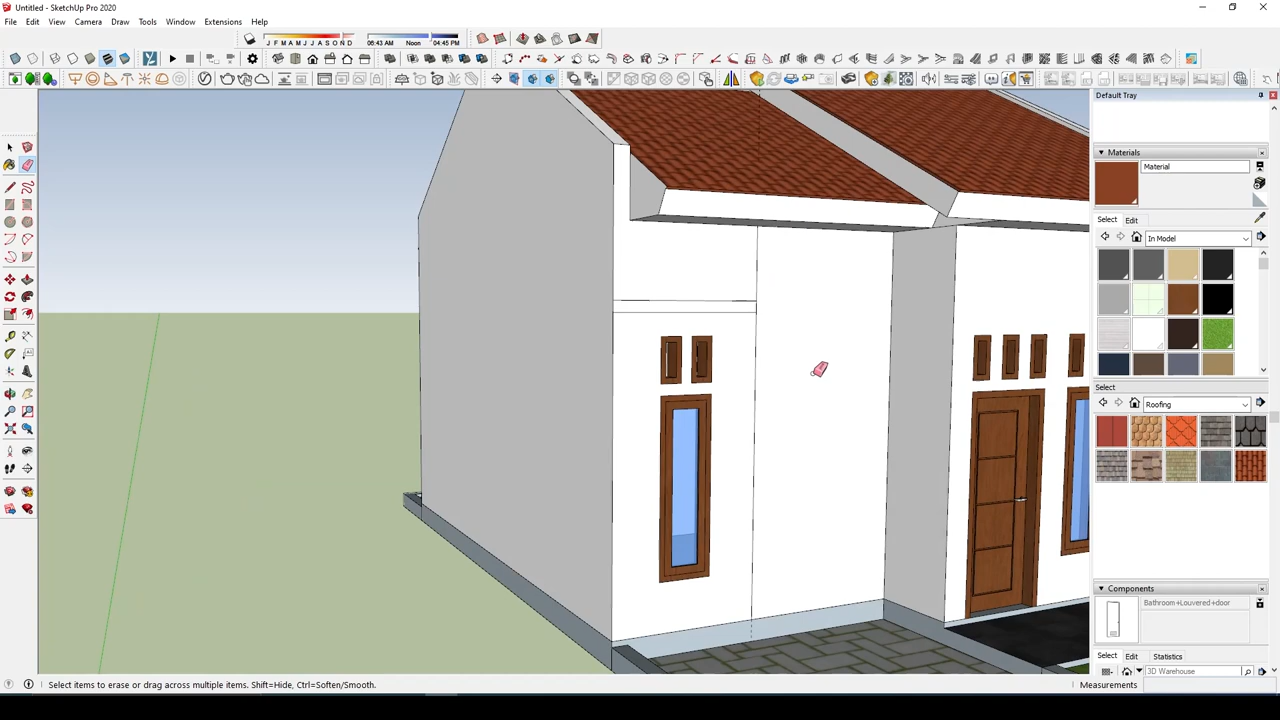 Untitled - SketchUp Pro 2020
File Edit View Camera Draw Tools Window Extensions Help
J F M A M J J A S O N D
06:43 AM Noon 04:45 PM
Default Tray
Materials
Material
Select Edit
In Model
Select
Roofing
Components
Bathroom+Louvered+door
Select Edit Statistics
3D Warehouse
Select items to erase or drag across multiple items. Shift=Hide, Ctrl=Soften/Smooth.
Measurements